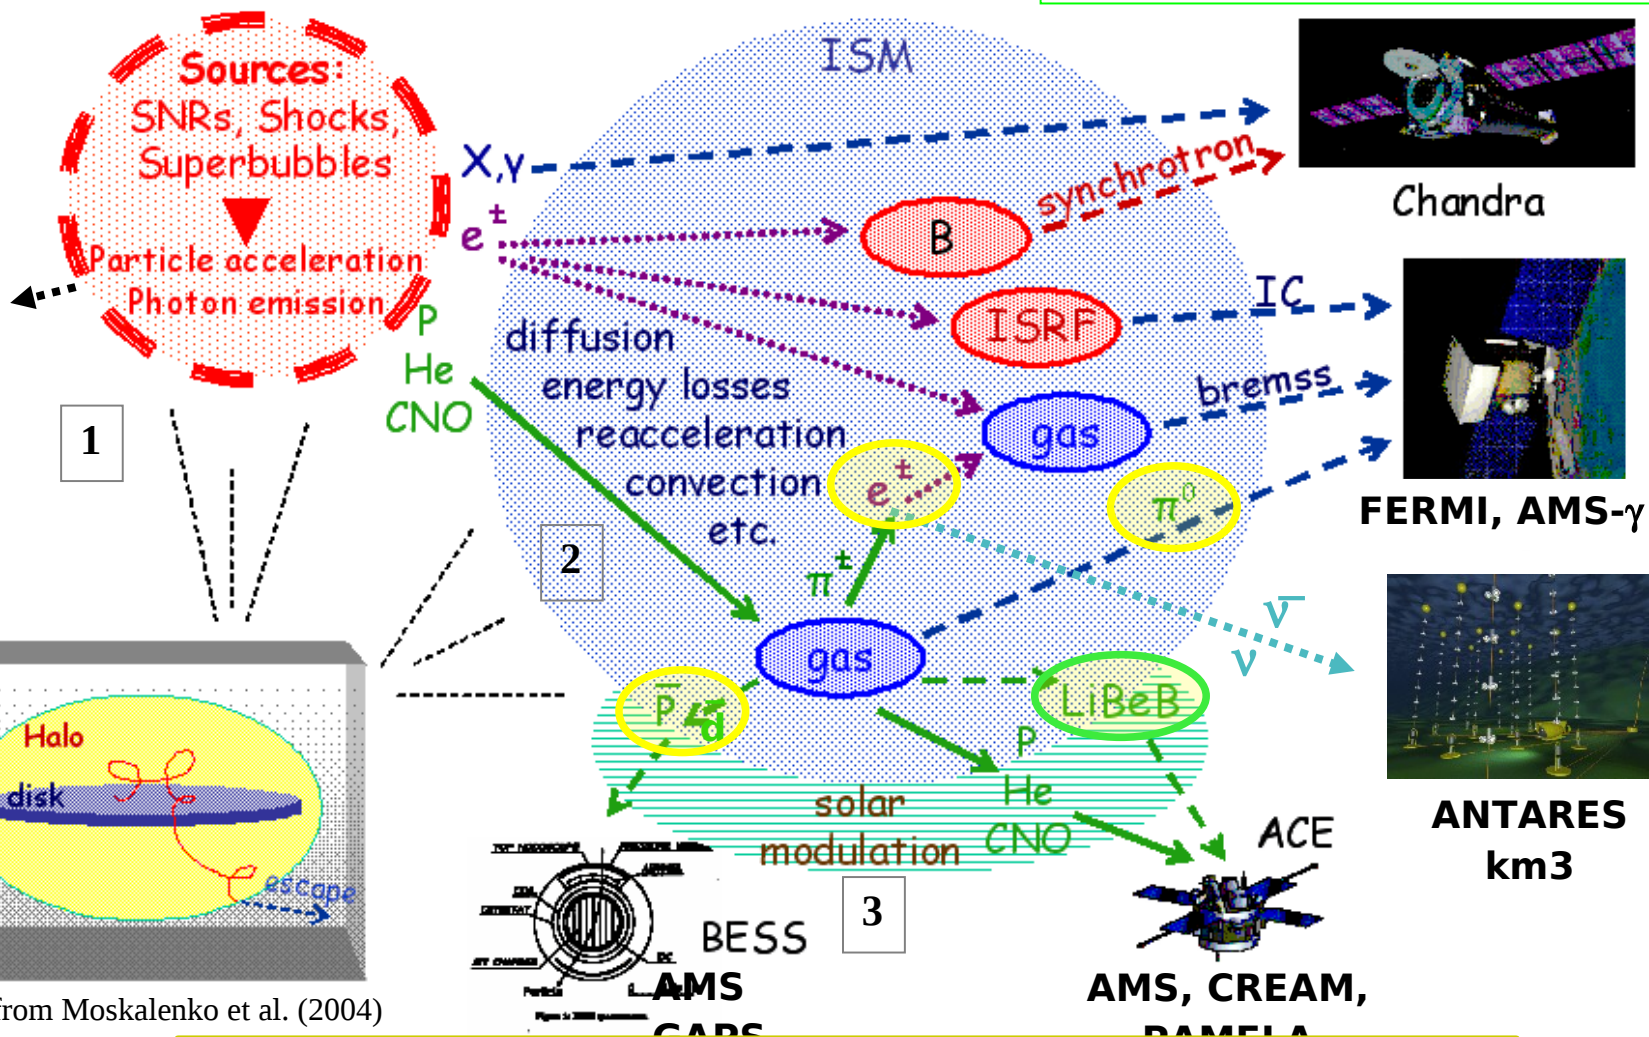 ISM
Sources:
SNRs, Shocks,
Superbubbles
Particle acceleration
Photon emission
X,γ
e±
P
He
CNO
1
B
synchrotron
Chandra
ISRF
IC
diffusion
energy losses
reacceleration
convection
etc.
gas
bremss
e±
π0
FERMI, AMS-γ
2
π±
ν̅
ν
gas
P̅
d̅
LiBeB
Halo
disk
escape
P
He
CNO
solar
modulation
ACE
ANTARES
km3
3
BESS
AMS
GAPS
AMS, CREAM,
PAMELA
from Moskalenko et al. (2004)